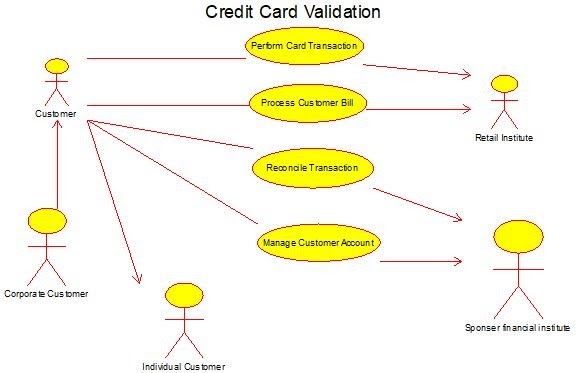 Credit Card Validation
Perform Card Transaction
Customer
Process Customer Bill
Retail Institute
Reconcile Transaction
Manage Customer Account
Corporate Customer
Sponser financial institute
Individual Customer